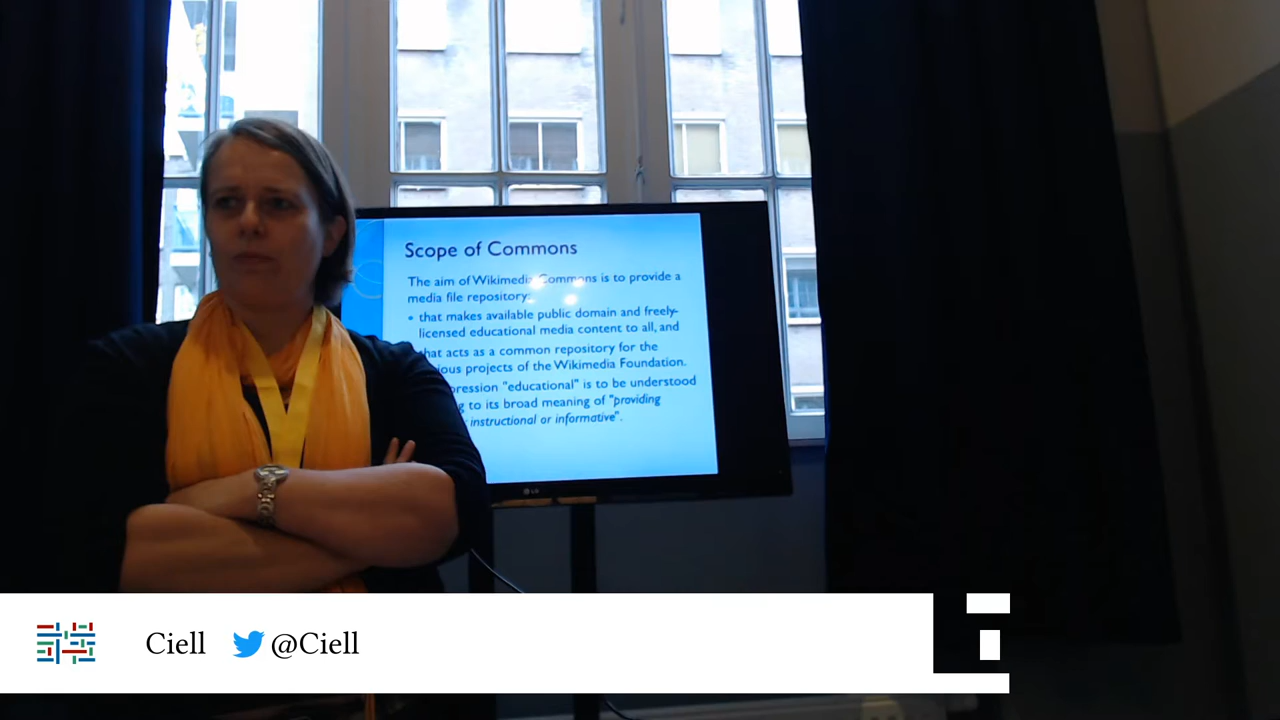 Scope of Commons
The aim of Wikimedia Commons is to provide a
media file repository:
that makes available public domain and freely-
licensed educational media content to all, and
that acts as a common repository for the
projects of the Wikimedia Foundation.
"educational" is to be understood
to its broad meaning of "providing
instructional or informative".
LG
Ciell @Ciell